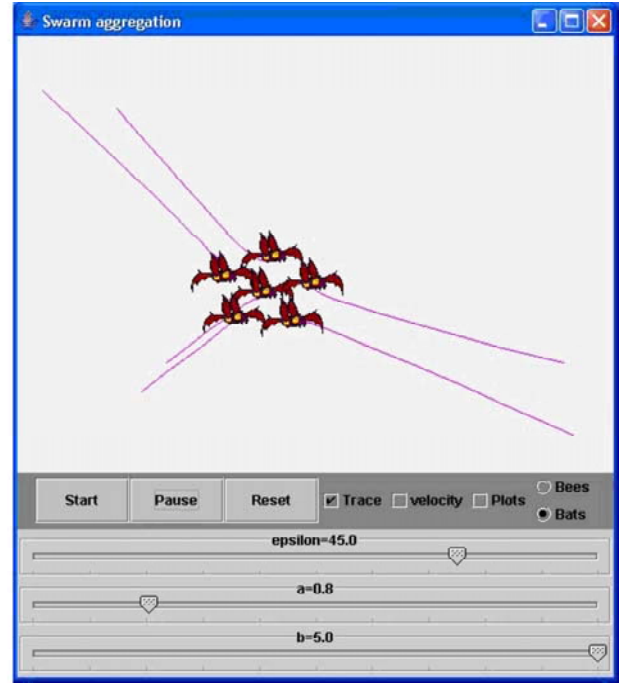 Swarm aggregation
Start Pause Reset Trace velocity Plots Bees
Bats
epsilon=45.0
a=0.8
b=5.0